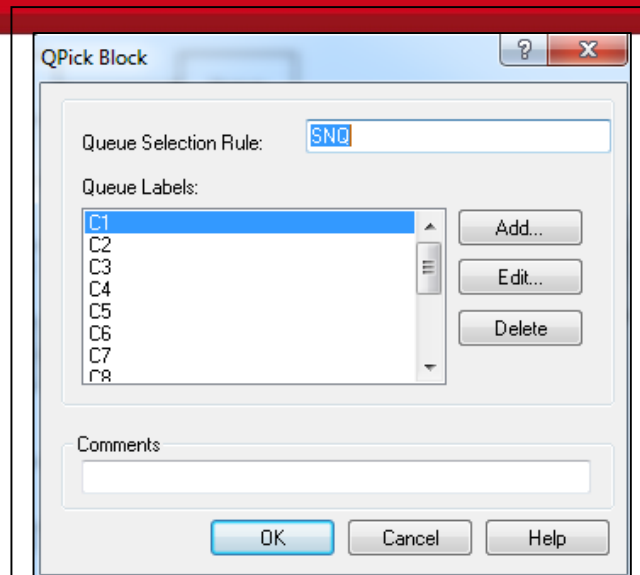 QPick Block
Queue Selection Rule: SNQ
Queue Labels:
C1
C2
C3
C4
C5
C6
C7
C8
Add...
Edit...
Delete
Comments
OK Cancel Help